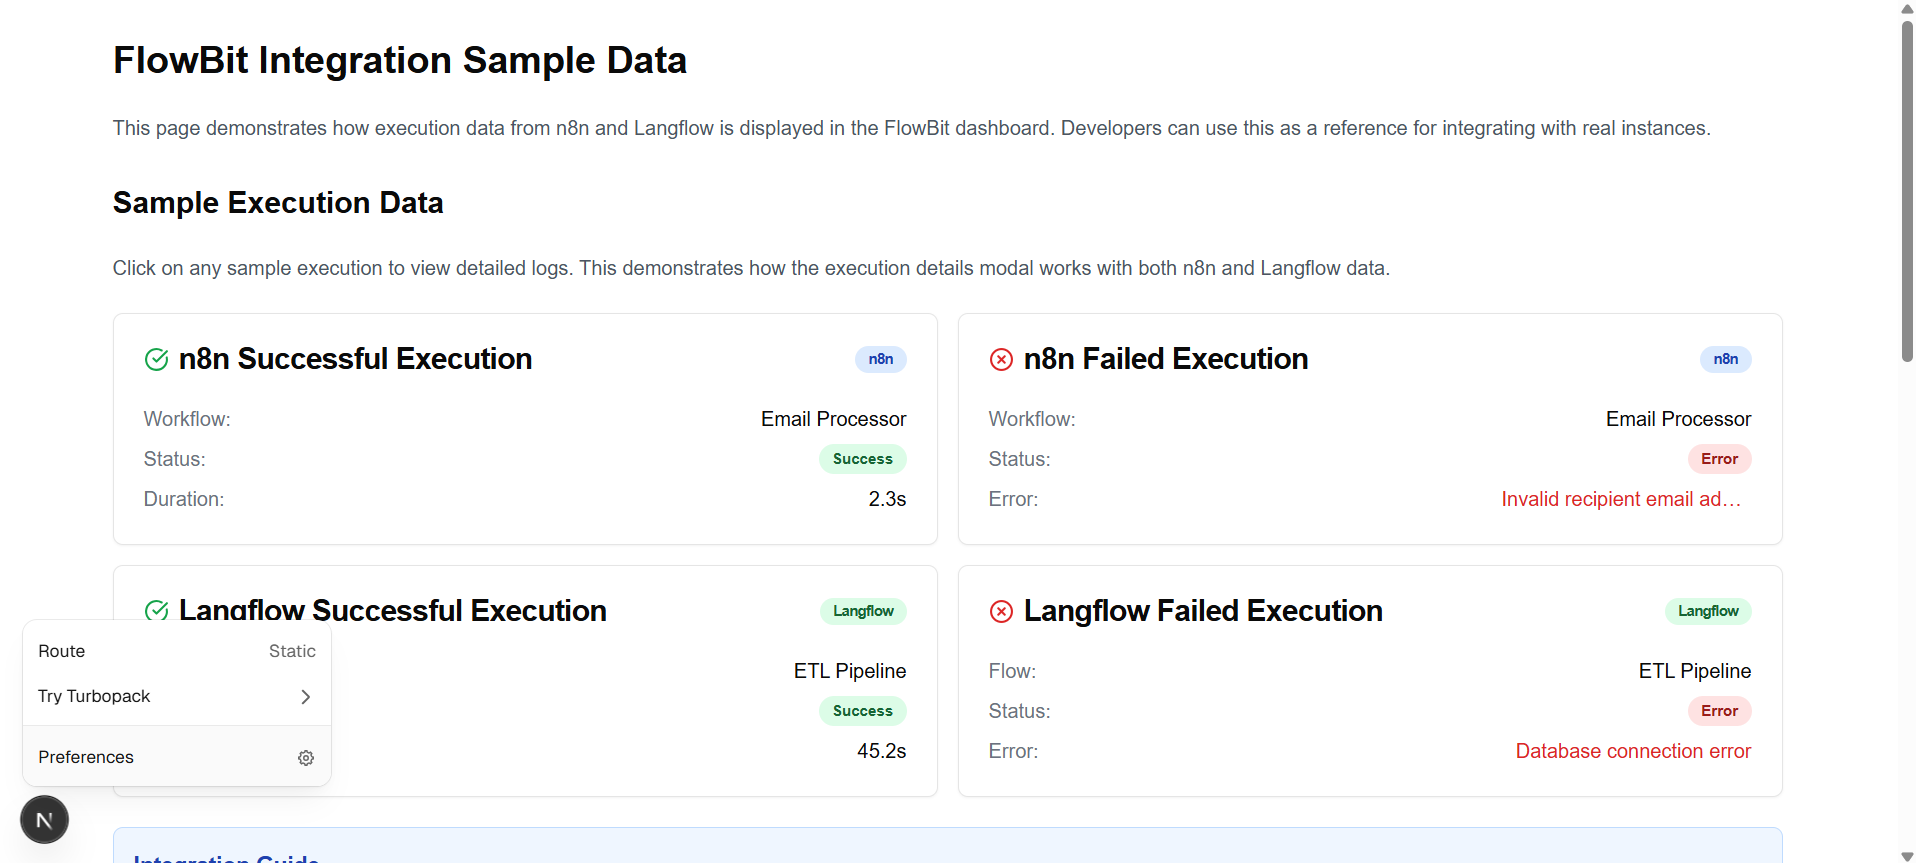 FlowBit Integration Sample Data
This page demonstrates how execution data from n8n and Langflow is displayed in the FlowBit dashboard. Developers can use this as a reference for integrating with real instances.
Sample Execution Data
Click on any sample execution to view detailed logs. This demonstrates how the execution details modal works with both n8n and Langflow data.
n8n Successful Execution n8n
Workflow: Email Processor
Status: Success
Duration: 2.3s
n8n Failed Execution n8n
Workflow: Email Processor
Status: Error
Error: Invalid recipient email ad…
Langflow Successful Execution Langflow
ETL Pipeline
Success
45.2s
Langflow Failed Execution Langflow
Flow: ETL Pipeline
Status: Error
Error: Database connection error
Route Static
Try Turbopack
Preferences
N
Integration Guide